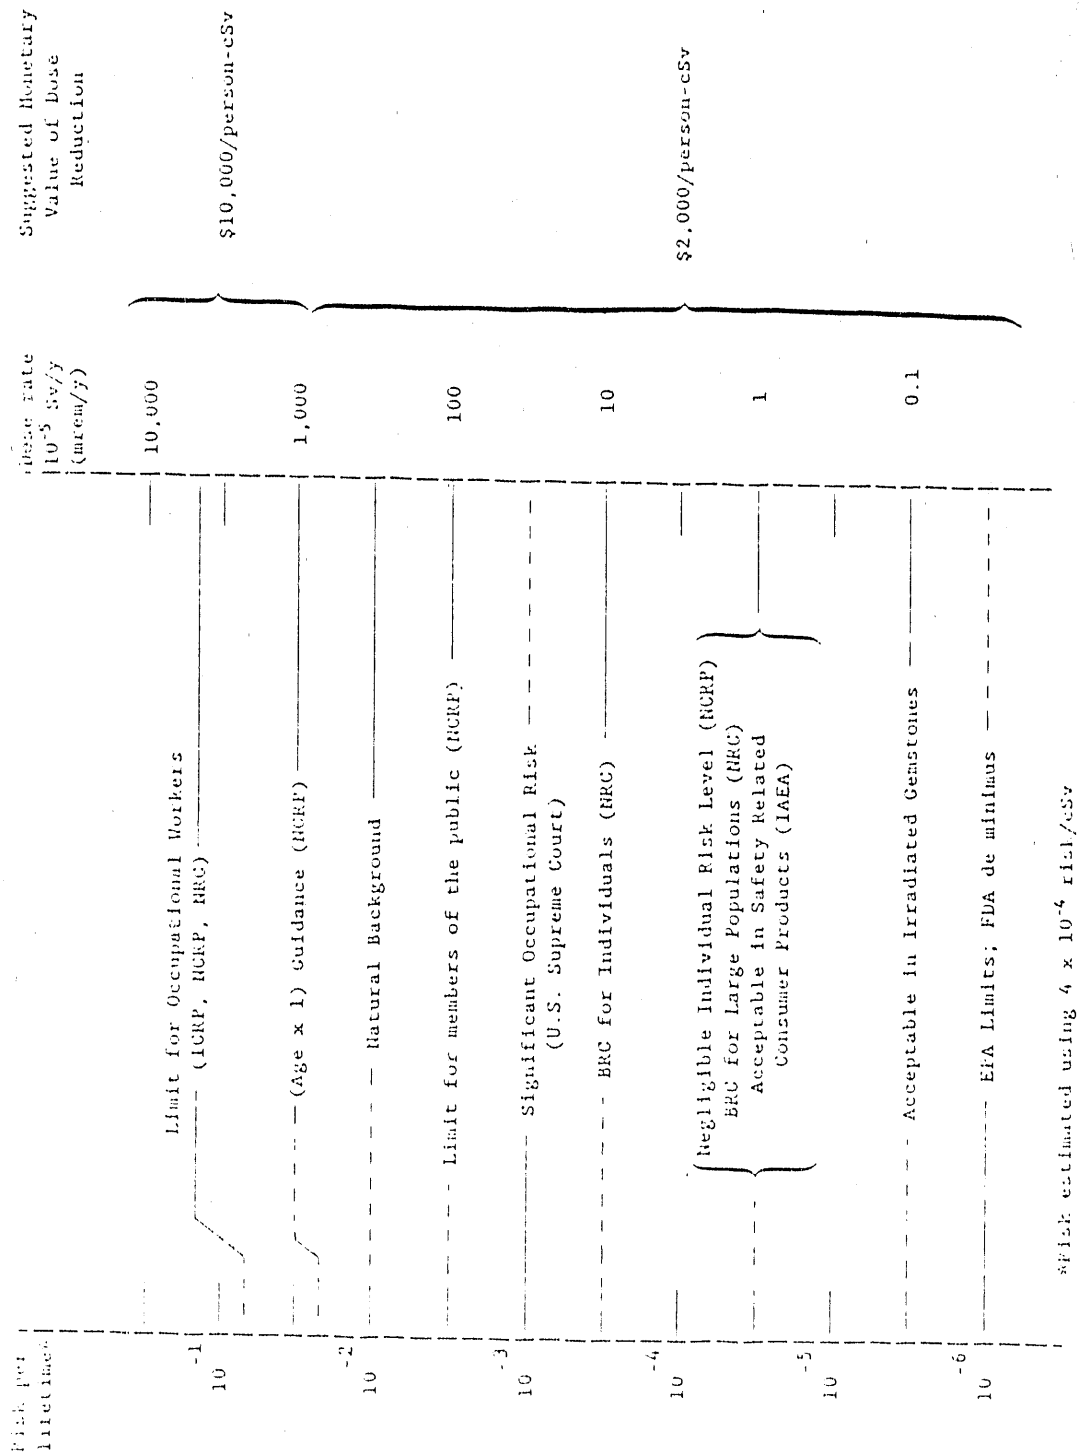 Risk per
lifetime*
Dose rate
10⁻⁵ Sv/y
(mrem/y)
Suggested Monetary
Value of Dose
Reduction
10,000
Limit for Occupational Workers
(ICRP, NCRP, NRC)
10⁻¹
$10,000/person-cSv
(Age x 1) Guidance (NCRP)
1,000
10⁻²
Natural Background
Limit for members of the public (NCRP)
100
10⁻³
Significant Occupational Risk
(U.S. Supreme Court)
BRC for Individuals (NRC)
10
$2,000/person-cSv
10⁻⁴
Negligible Individual Risk Level (NCRP)
BRC for Large Populations (NRC)
Acceptable in Safety Related
Consumer Products (IAEA)
1
10⁻⁵
Acceptable in Irradiated Gemstones
0.1
10⁻⁶
EPA Limits; FDA de minimus
*Risk estimated using 4 x 10⁻⁴ risk/cSv